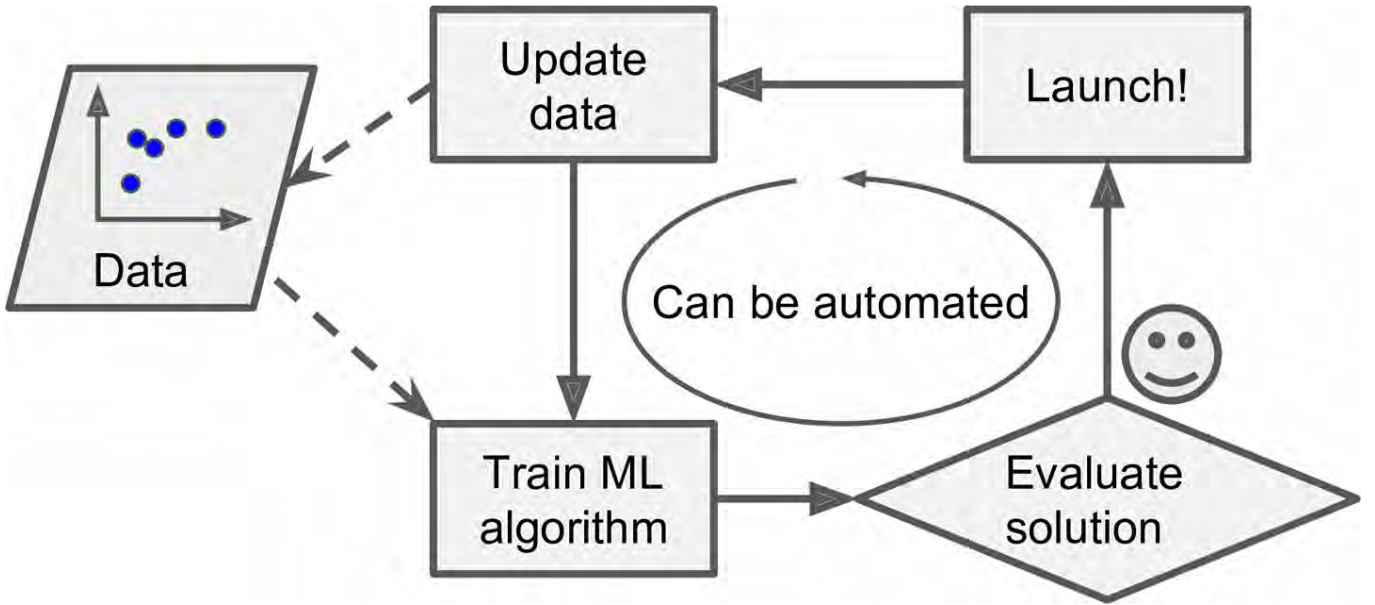 Update
data
Launch!
Data
Can be automated
Train ML
algorithm
Evaluate
solution